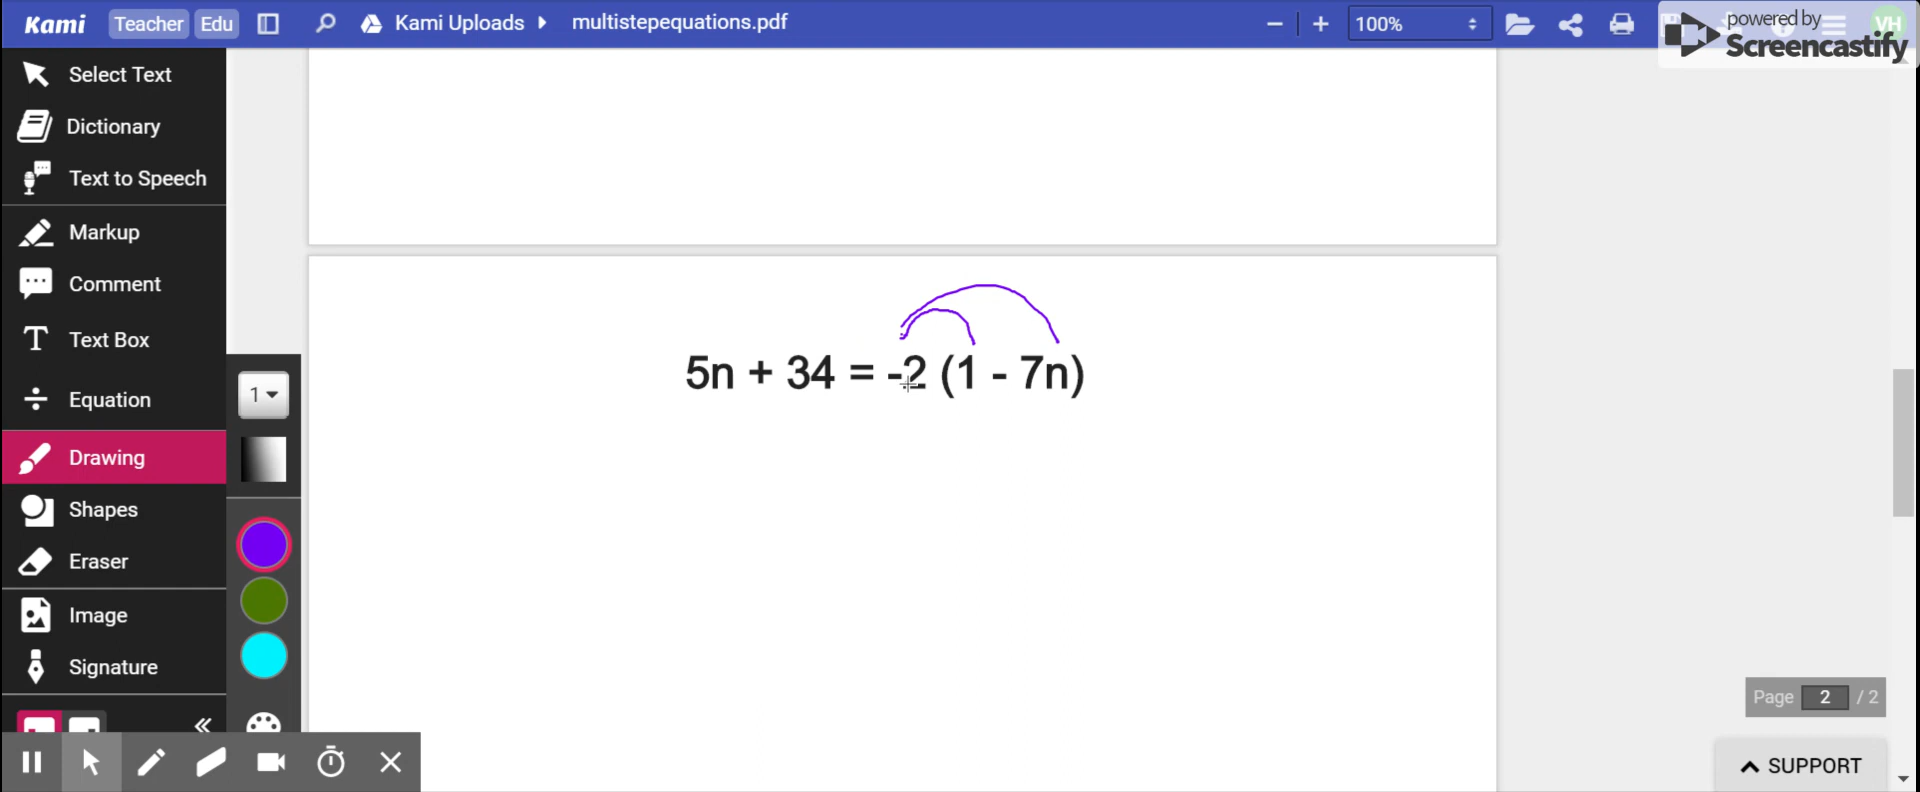 Kami Teacher Edu Kami Uploads multistepequations.pdf 100% powered by Screencastify VH
Select Text
Dictionary
Text to Speech
Markup
Comment
Text Box
Equation
1
Drawing
Shapes
Eraser
Image
Signature
5n + 34 = -2 (1 - 7n)
Page 2 / 2
SUPPORT